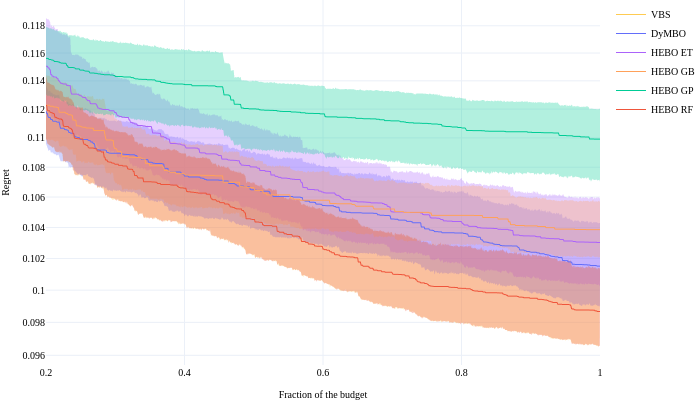 0.118
0.116
0.114
0.112
0.11
0.108
0.106
0.104
0.102
0.1
0.098
0.096
Regret
0.2
0.4
0.6
0.8
1
Fraction of the budget
VBS
DyMBO
HEBO ET
HEBO GB
HEBO GP
HEBO RF